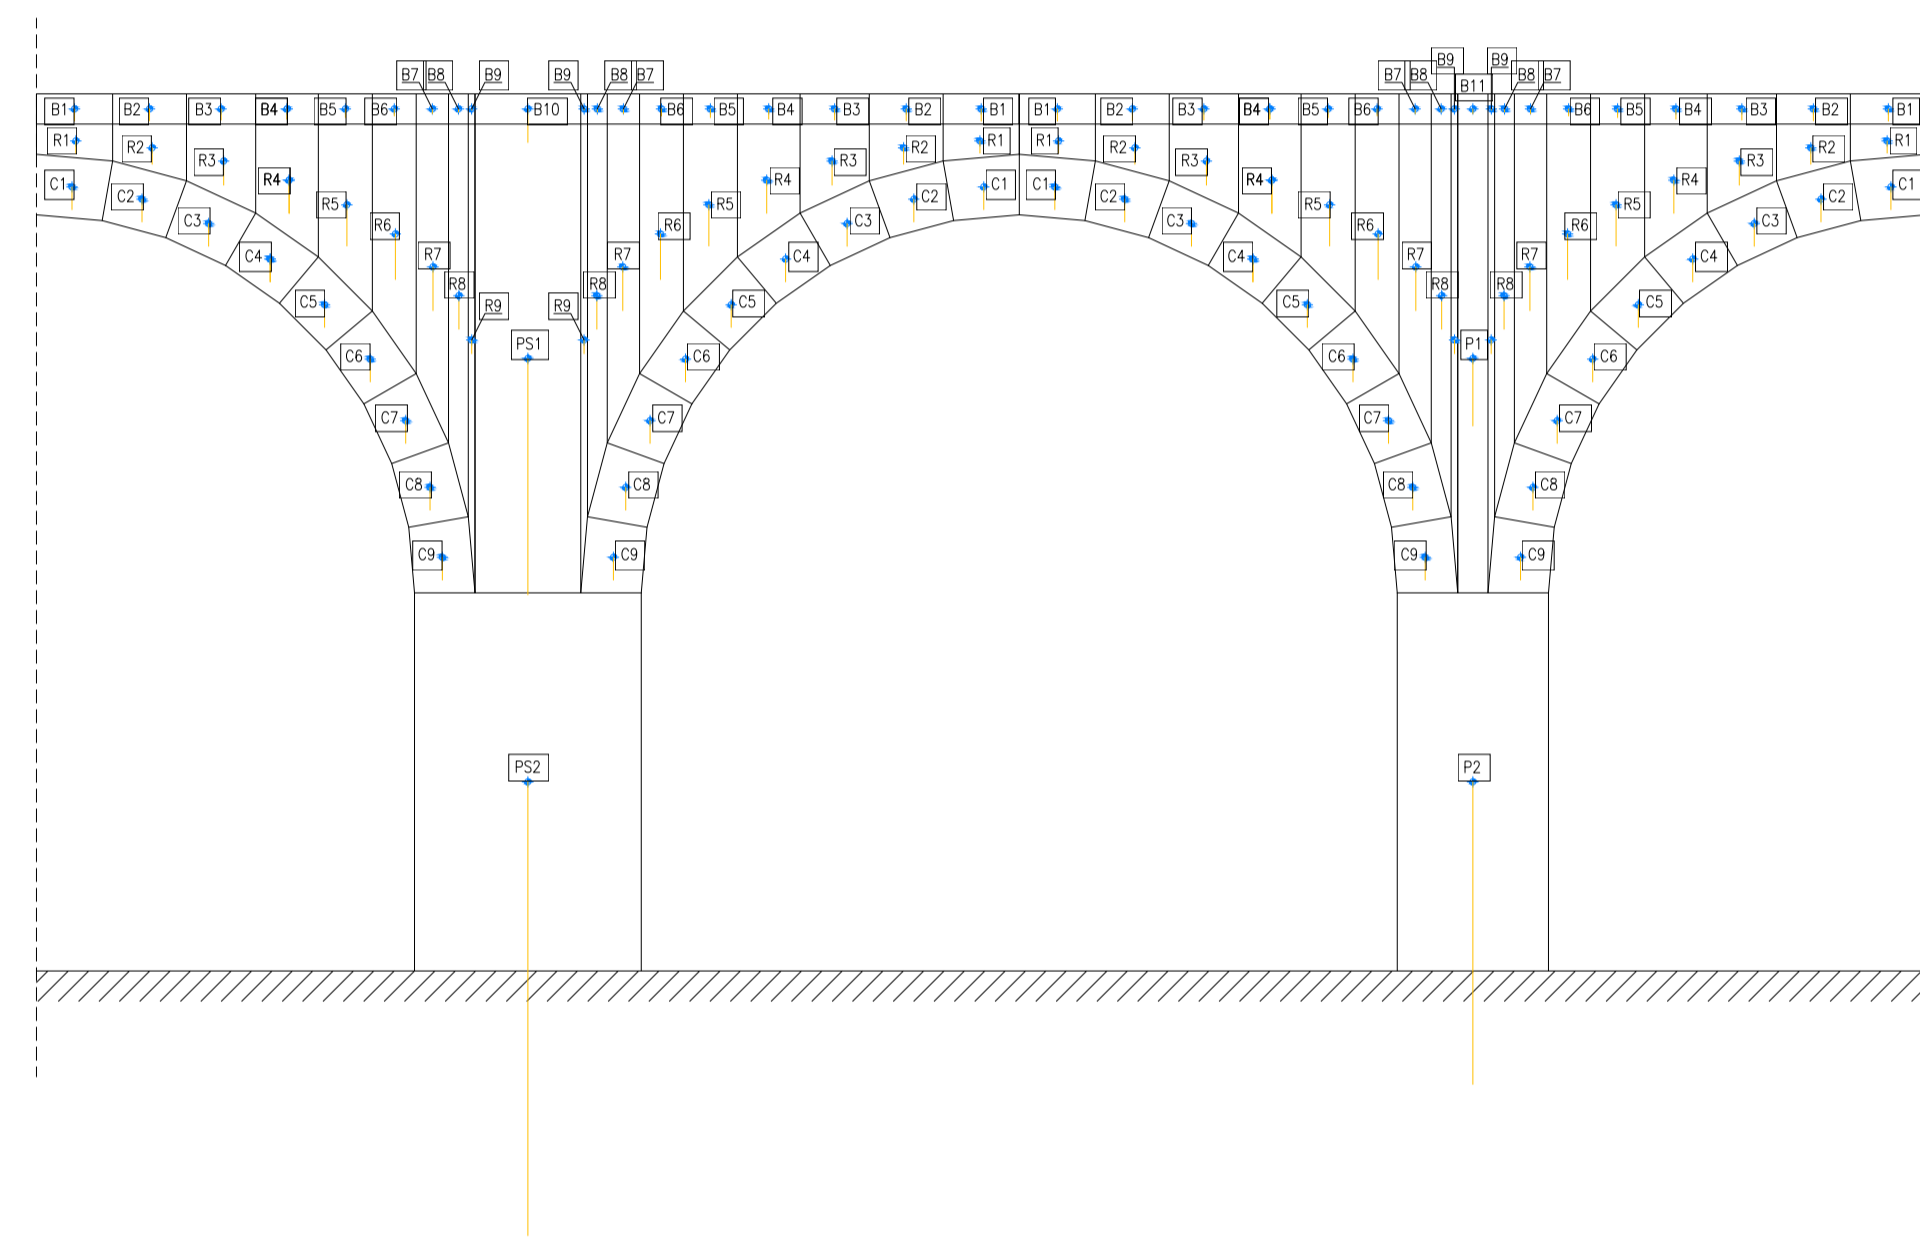 B9 B9
B7 B8 B9 B9 B8 B7 B7 B8 B11 B8 B7
B1 B2 B3 B4 B5 B6 B10 B6 B5 B4 B3 B2 B1 B1 B2 B3 B4 B5 B6 B6 B5 B4 B3 B2 B1
R1 R2 R3 R3 R2 R1 R1 R2 R3 R3 R2 R1
C1 C2 R4 R4 C2 C1 C1 C2 R4 R4 C2 C1
C3 R5 R6 R6 R5 C3 C3 R5 R6 R6 R5 C3
C4 R7 R7 C4 C4 R7 R7 C4
C5 R8 R9 R9 R8 C5 C5 R8 R8 C5
C6 PS1 C6 C6 P1 C6
C7 C7 C7 C7
C8 C8 C8 C8
C9 C9 C9 C9
PS2 P2